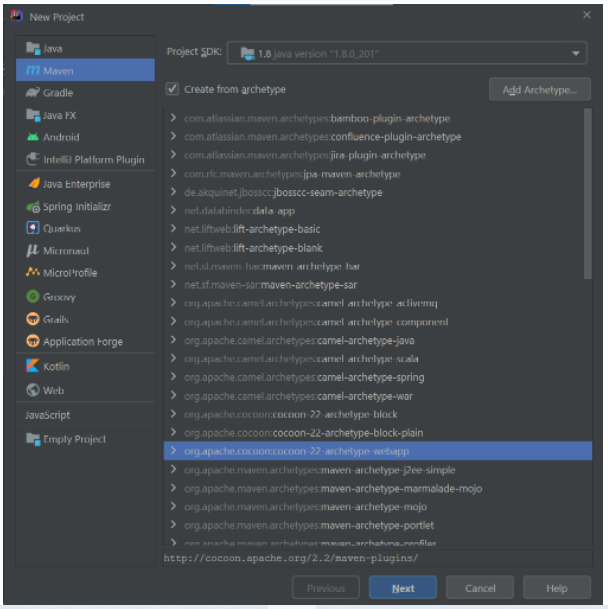 New Project
Java
Maven
Gradle
Java FX
Android
IntelliJ Platform Plugin
Java Enterprise
Spring Initializr
Quarkus
Micronaut
MicroProfile
Groovy
Grails
Application Forge
Kotlin
Web
JavaScript
Empty Project
Project SDK:
1.8 java version "1.8.0_201"
Create from archetype
Add Archetype...
com.atlassian.maven.archetypes:bamboo-plugin-archetype
com.atlassian.maven.archetypes:confluence-plugin-archetype
com.atlassian.maven.archetypes:jira-plugin-archetype
com.rfc.maven.archetypes:jpa-maven-archetype
de.akquinet.jbosscc:jbosscc-seam-archetype
net.databinder:data-app
net.liftweb:lift-archetype-basic
net.liftweb:lift-archetype-blank
net.sf.maven-har:maven-archetype-har
net.sf.maven-sar:maven-archetype-sar
org.apache.camel.archetypes:camel-archetype-activemq
org.apache.camel.archetypes:camel-archetype-component
org.apache.camel.archetypes:camel-archetype-java
org.apache.camel.archetypes:camel-archetype-scala
org.apache.camel.archetypes:camel-archetype-spring
org.apache.camel.archetypes:camel-archetype-war
org.apache.cocoon:cocoon-22-archetype-block
org.apache.cocoon:cocoon-22-archetype-block-plain
org.apache.cocoon:cocoon-22-archetype-webapp
org.apache.maven.archetypes:maven-archetype-j2ee-simple
org.apache.maven.archetypes:maven-archetype-marmalade-mojo
org.apache.maven.archetypes:maven-archetype-mojo
org.apache.maven.archetypes:maven-archetype-portlet
org.apache.maven.archetypes:maven-archetype-profiles
http://cocoon.apache.org/2.2/maven-plugins/
Previous
Next
Cancel
Help